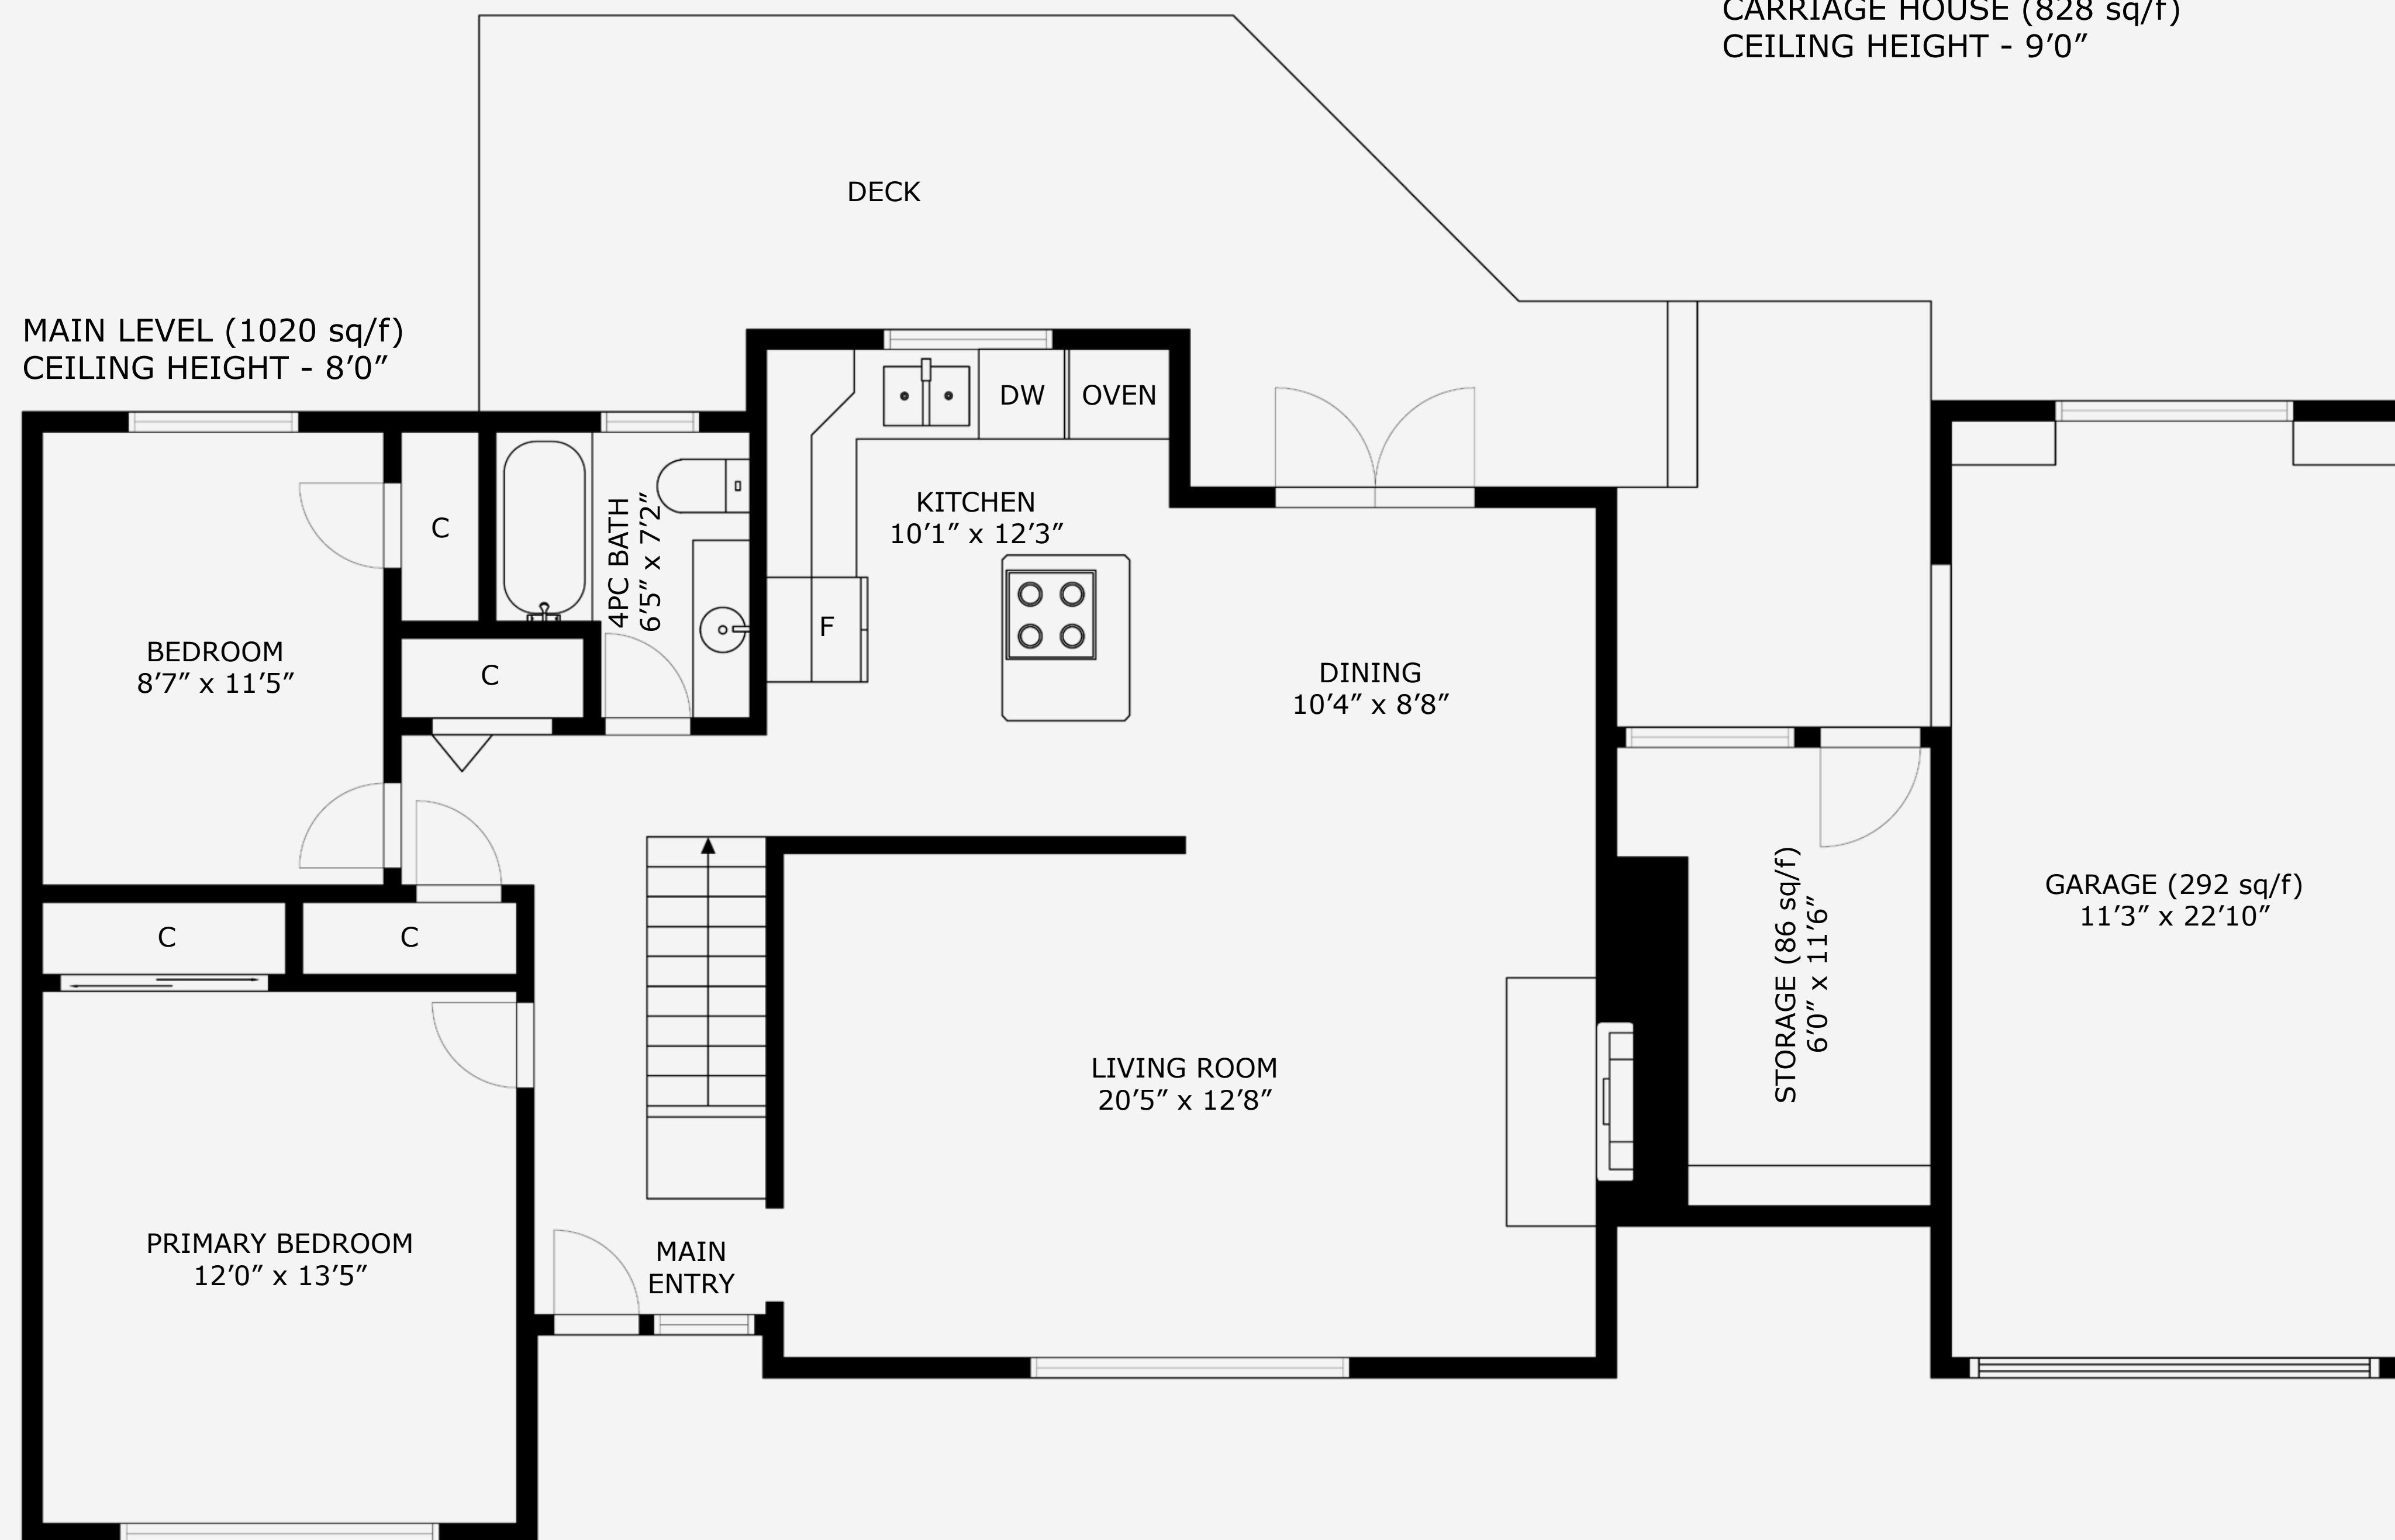 CARRIAGE HOUSE (828 sq/f)
CEILING HEIGHT - 9’0”
DECK
MAIN LEVEL (1020 sq/f)
CEILING HEIGHT - 8’0”
DW
OVEN
KITCHEN
10’1” x 12’3”
C
4PC BATH
6’5” x 7’2”
F
BEDROOM
8’7” x 11’5”
C
DINING
10’4” x 8’8”
GARAGE (292 sq/f)
11’3” x 22’10”
STORAGE (86 sq/f)
6’0” x 11’6”
C
C
LIVING ROOM
20’5” x 12’8”
PRIMARY BEDROOM
12’0” x 13’5”
MAIN
ENTRY